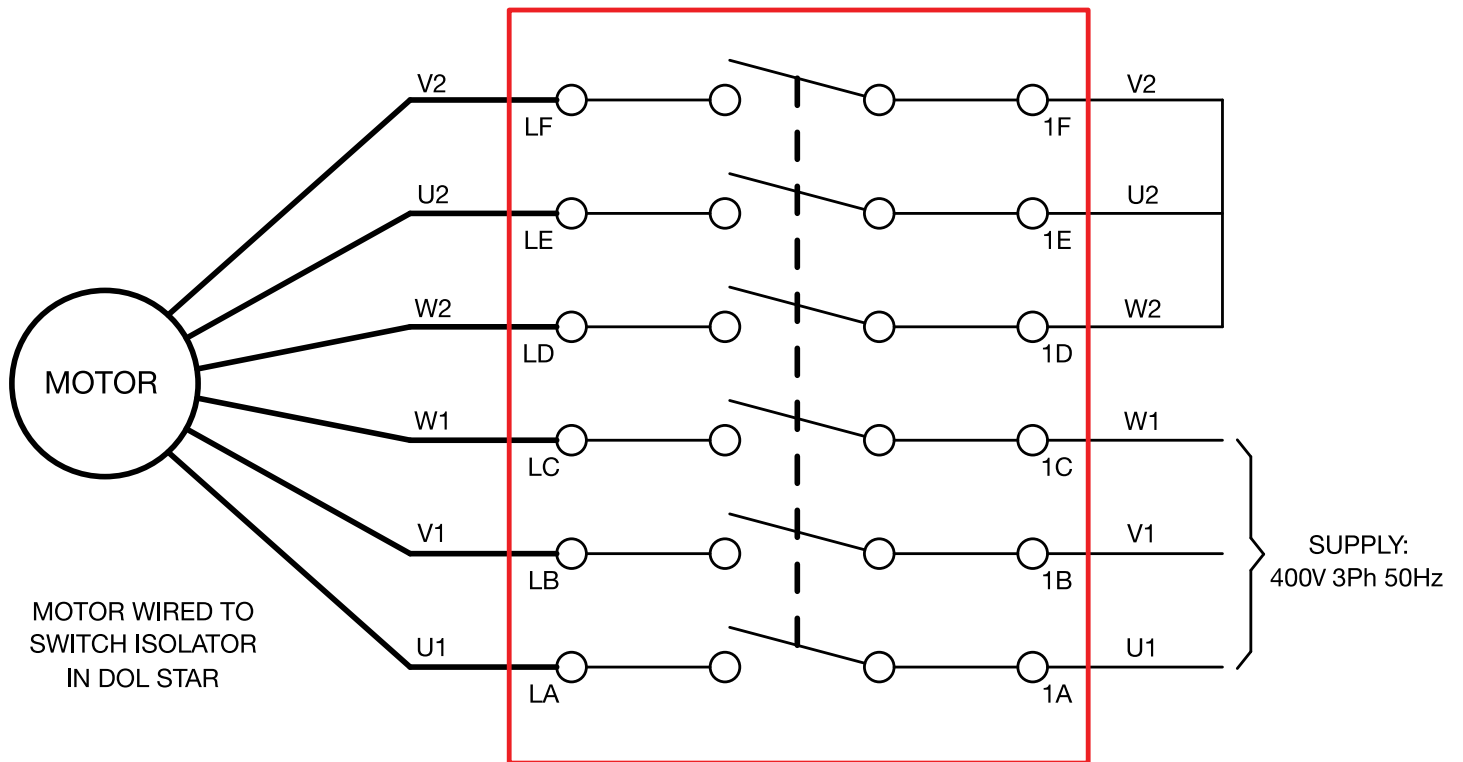 V2
LF
1F
V2
U2
LE
1E
U2
W2
LD
1D
W2
MOTOR
W1
LC
1C
W1
V1
LB
1B
V1
SUPPLY:
400V 3Ph 50Hz
MOTOR WIRED TO
SWITCH ISOLATOR
IN DOL STAR
U1
LA
1A
U1